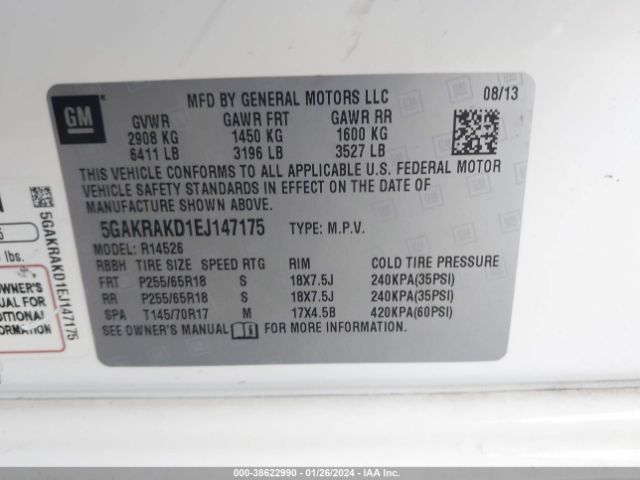 GM
MFD BY GENERAL MOTORS LLC 08/13
GVWR GAWR FRT GAWR RR
2908 KG 1450 KG 1600 KG
6411 LB 3196 LB 3527 LB
THIS VEHICLE CONFORMS TO ALL APPLICABLE U.S. FEDERAL MOTOR
VEHICLE SAFETY STANDARDS IN EFFECT ON THE DATE OF
MANUFACTURE SHOWN ABOVE.
5GAKRAKD1EJ147175 TYPE: M.P.V.
MODEL: R14526
RBBH TIRE SIZE SPEED RTG RIM COLD TIRE PRESSURE
FRT P255/65R18 S 18X7.5J 240KPA(35PSI)
RR P255/65R18 S 18X7.5J 240KPA(35PSI)
SPA T145/70R17 M 17X4.5B 420KPA(60PSI)
SEE OWNER'S MANUAL FOR MORE INFORMATION.
5GAKRAKD1EJ147175
lbs.
OWNER'S
MANUAL FOR
INFORMATION
000-38622990 - 01/26/2024 - IAA Inc.